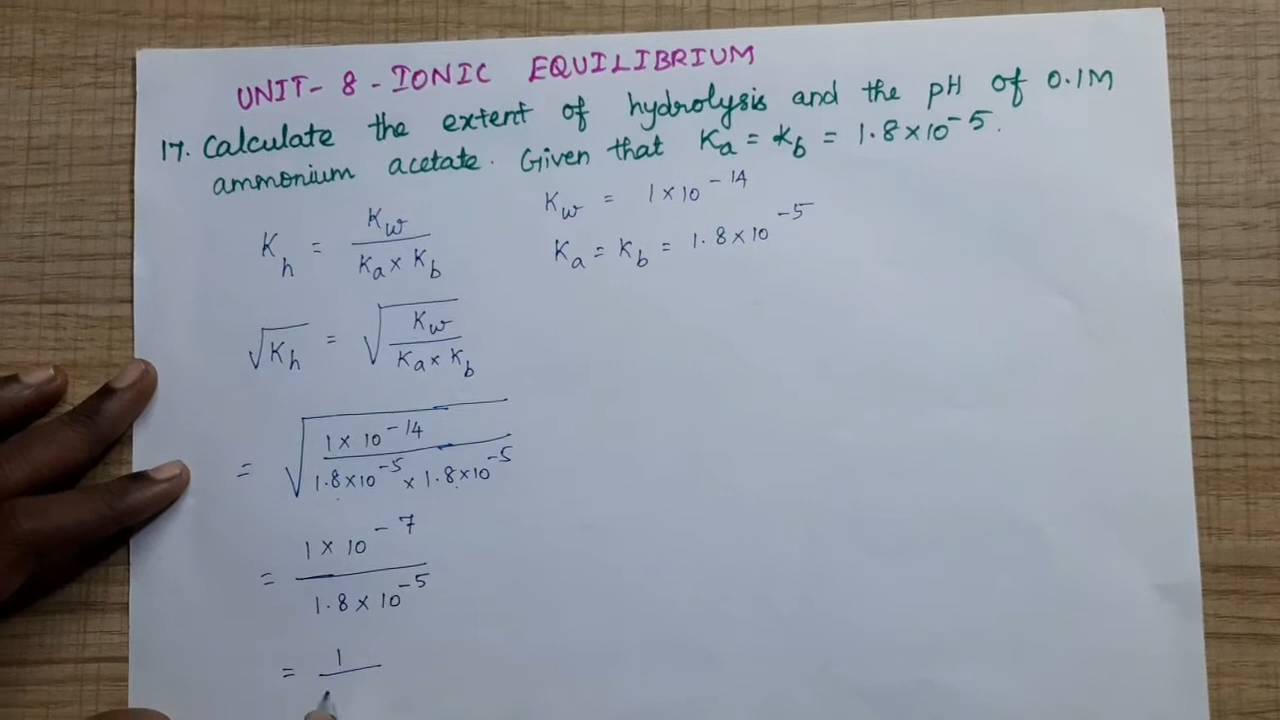 UNIT- 8 - IONIC EQUILIBRIUM
17. Calculate the extent of hydrolysis and the pH of 0.1M
ammonium acetate. Given that Ka = Kb = 1.8×10^-5.
Kh = Kw / Ka × Kb
Kw = 1×10^-14
Ka = Kb = 1.8×10^-5
√Kh = √(Kw / Ka × Kb)
= √(1×10^-14 / 1.8×10^-5 × 1.8×10^-5)
= 1×10^-7 / 1.8×10^-5
= 1 /